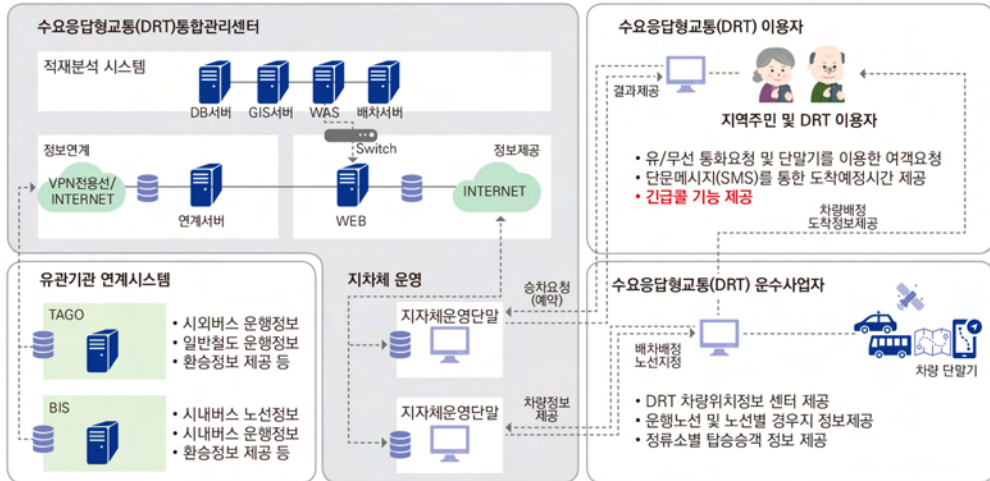 수요응답형교통(DRT)통합관리센터
적재분석 시스템
DB서버
GIS서버
WAS
배차서버
Switch
정보연계
VPN전용선/
INTERNET
연계서버
정보제공
WEB
INTERNET
유관기관 연계시스템
TAGO
• 시외버스 운행정보
• 일반철도 운행정보
• 환승정보 제공 등
BIS
• 시내버스 노선정보
• 시내버스 운행정보
• 환승정보 제공 등
지차체 운영
지자체운영단말
지자체운영단말
승차요청
(예약)
차량정보
제공
수요응답형교통(DRT) 이용자
결과제공
지역주민 및 DRT 이용자
• 유/무선 통화요청 및 단말기를 이용한 여객요청
• 단문메시지(SMS)를 통한 도착예정시간 제공
• 긴급콜 기능 제공
차량배정
도착정보제공
수요응답형교통(DRT) 운수사업자
배차배정
노선지정
차량 단말기
• DRT 차량위치정보 센터 제공
• 운행노선 및 노선별 경우지 정보제공
• 정류소별 탑승승객 정보 제공